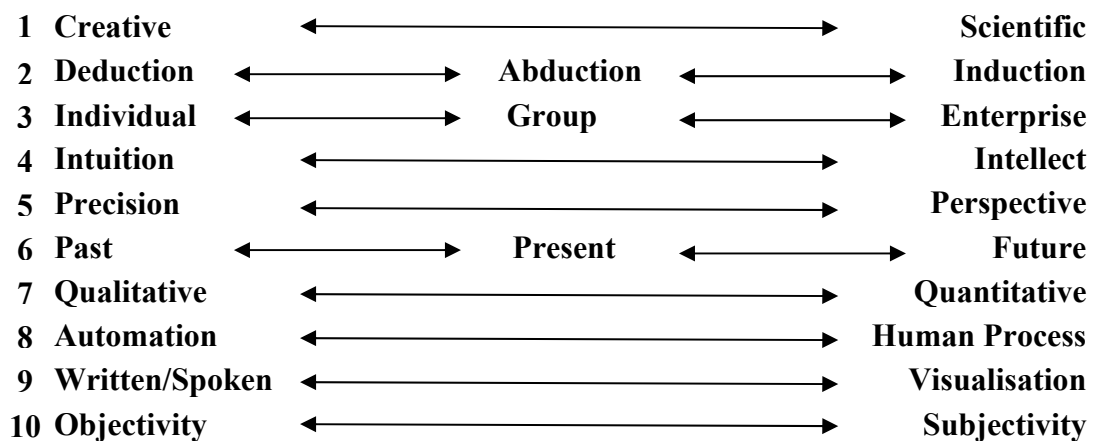 1 Creative Scientific
2 Deduction Abduction Induction
3 Individual Group Enterprise
4 Intuition Intellect
5 Precision Perspective
6 Past Present Future
7 Qualitative Quantitative
8 Automation Human Process
9 Written/Spoken Visualisation
10 Objectivity Subjectivity